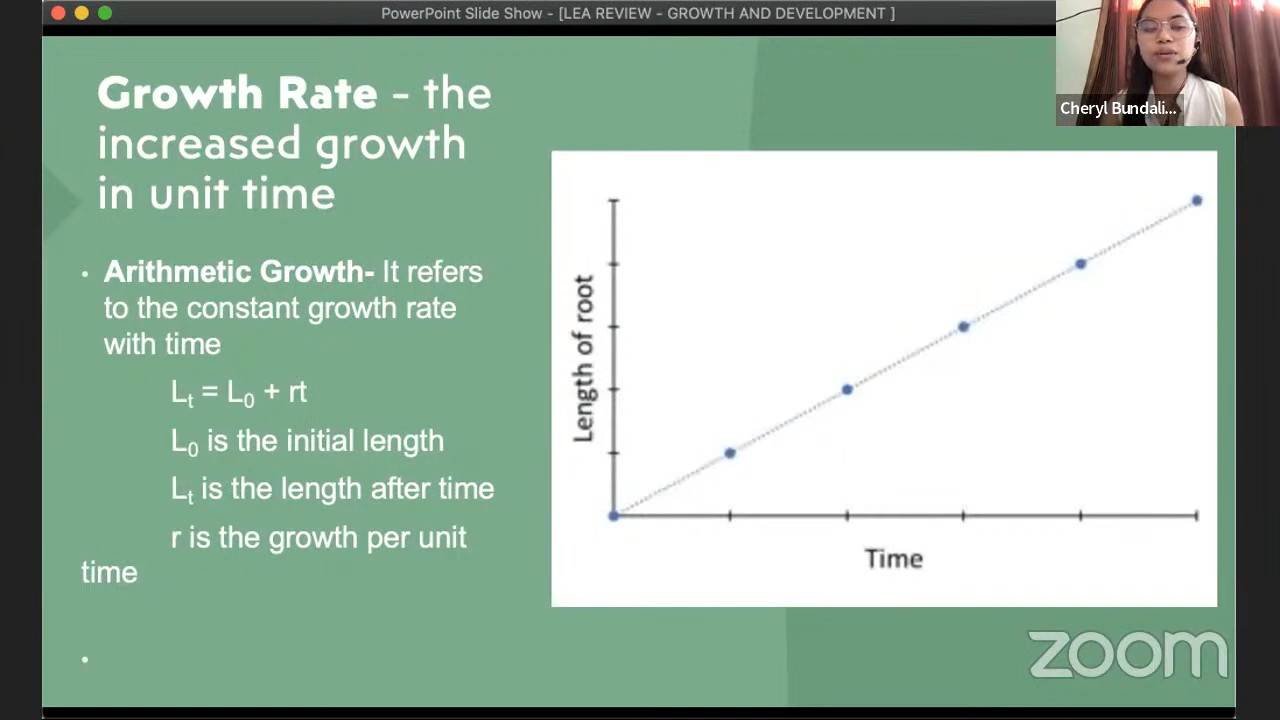 PowerPoint Slide Show - [LEA REVIEW - GROWTH AND DEVELOPMENT ]
Cheryl Bundali...
Growth Rate - the
increased growth
in unit time
• Arithmetic Growth- It refers
to the constant growth rate
with time
Lₜ = L₀ + rt
L₀ is the initial length
Lₜ is the length after time
r is the growth per unit
time
•
Length of root
Time
zoom